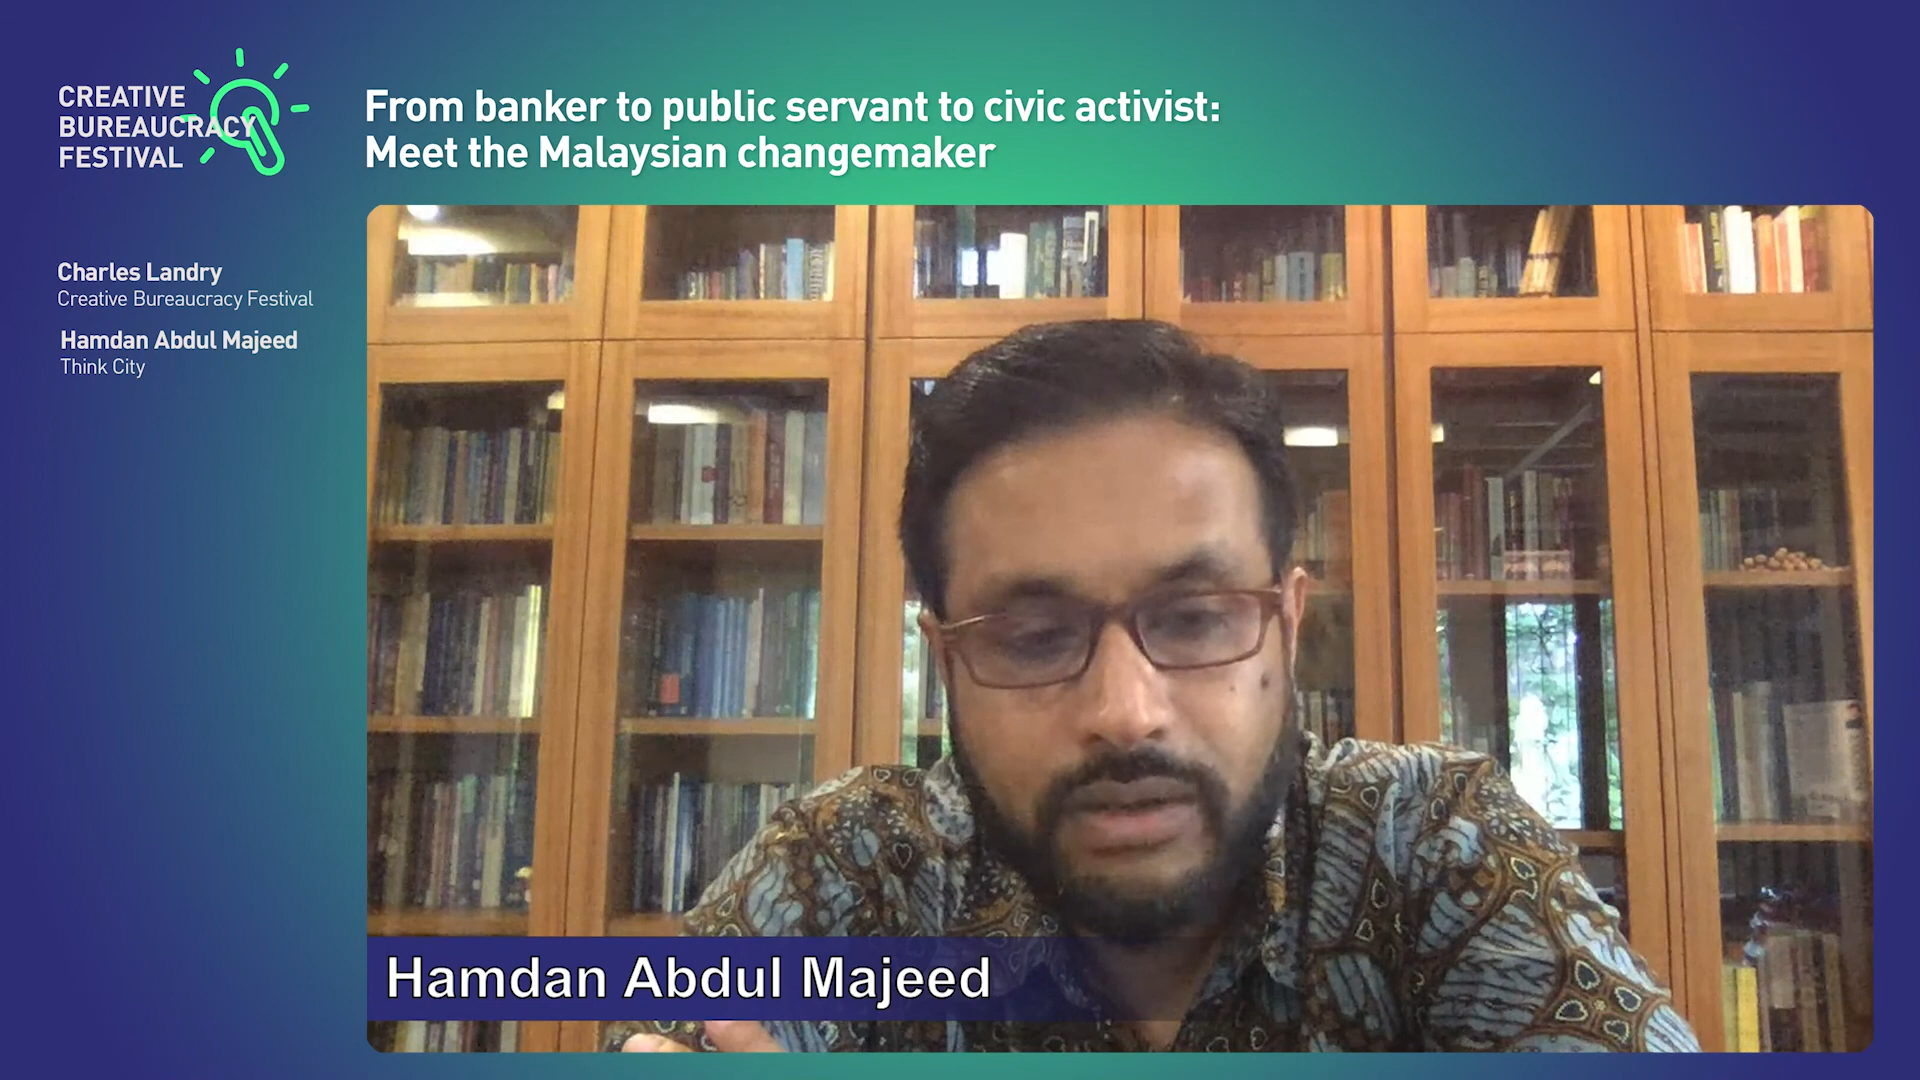 CREATIVE
BUREAUCRACY
FESTIVAL
From banker to public servant to civic activist:
Meet the Malaysian changemaker
Charles Landry
Creative Bureaucracy Festival
Hamdan Abdul Majeed
Think City
Hamdan Abdul Majeed